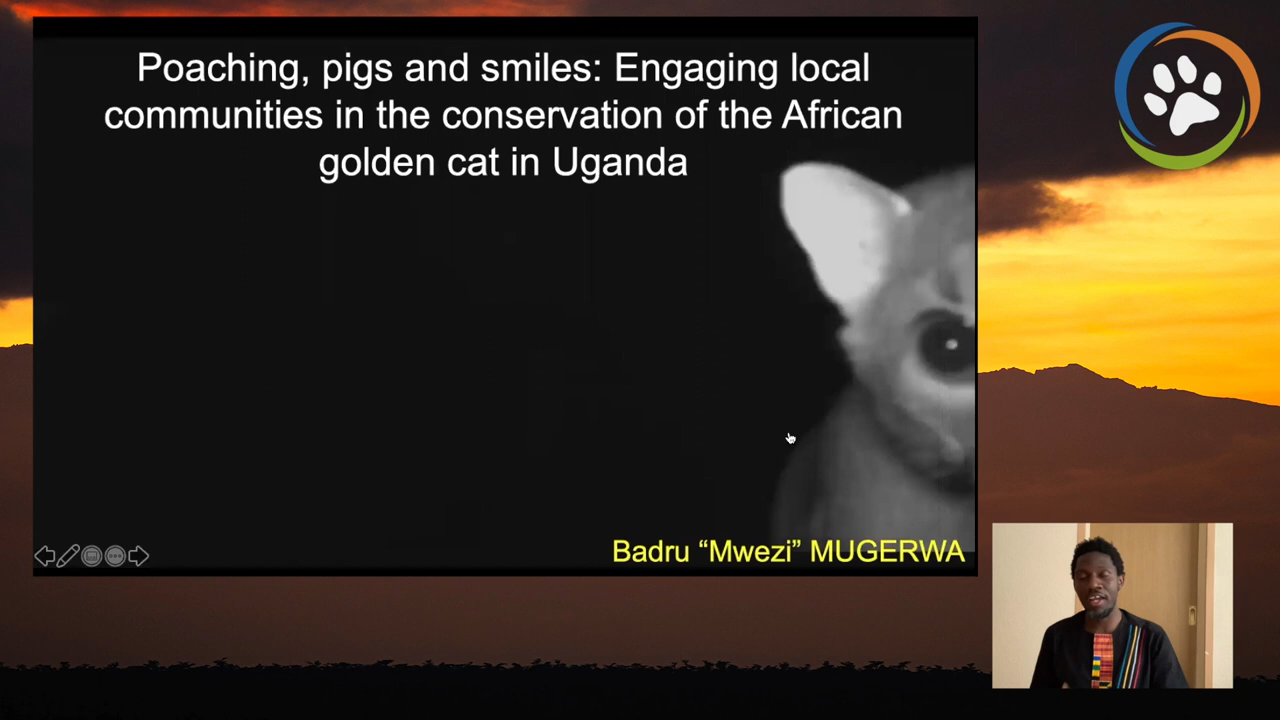 Poaching, pigs and smiles: Engaging local
communities in the conservation of the African
golden cat in Uganda
Badru “Mwezi” MUGERWA